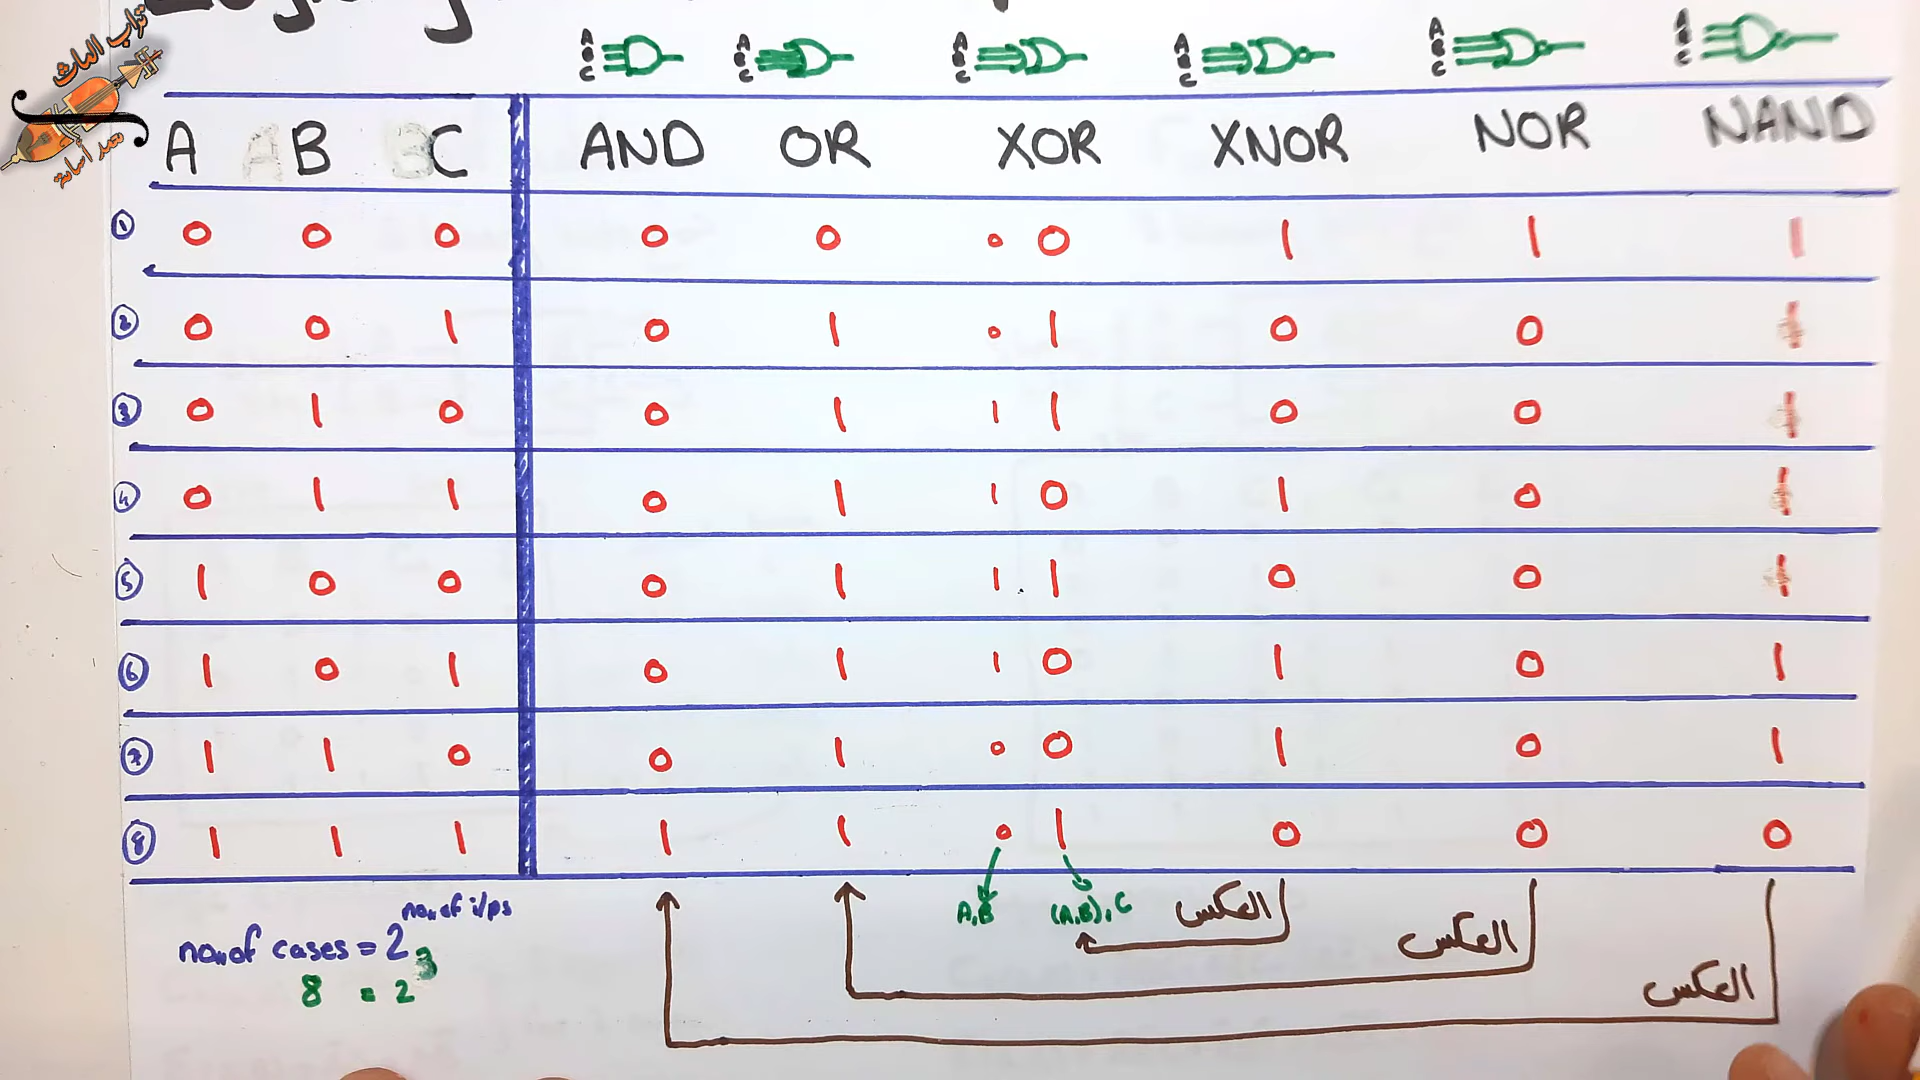 تراب الماث
محمد أسامة
A B C A B C A B C A B C A B C A B C
A B C AND OR XOR XNOR NOR NAND
1 0 0 0 0 0 0 0 1 1 1
2 0 0 1 0 1 0 1 0 0 1
3 0 1 0 0 1 1 1 0 0 1
4 0 1 1 0 1 1 0 1 0 1
5 1 0 0 0 1 1 1 0 0 1
6 1 0 1 0 1 1 0 1 0 1
7 1 1 0 0 1 0 0 1 0 1
8 1 1 1 1 1 0 1 0 0 0
A,B (A,B),C العكس العكس العكس
no. of cases = 2 no. of i/ps
8 = 2 3